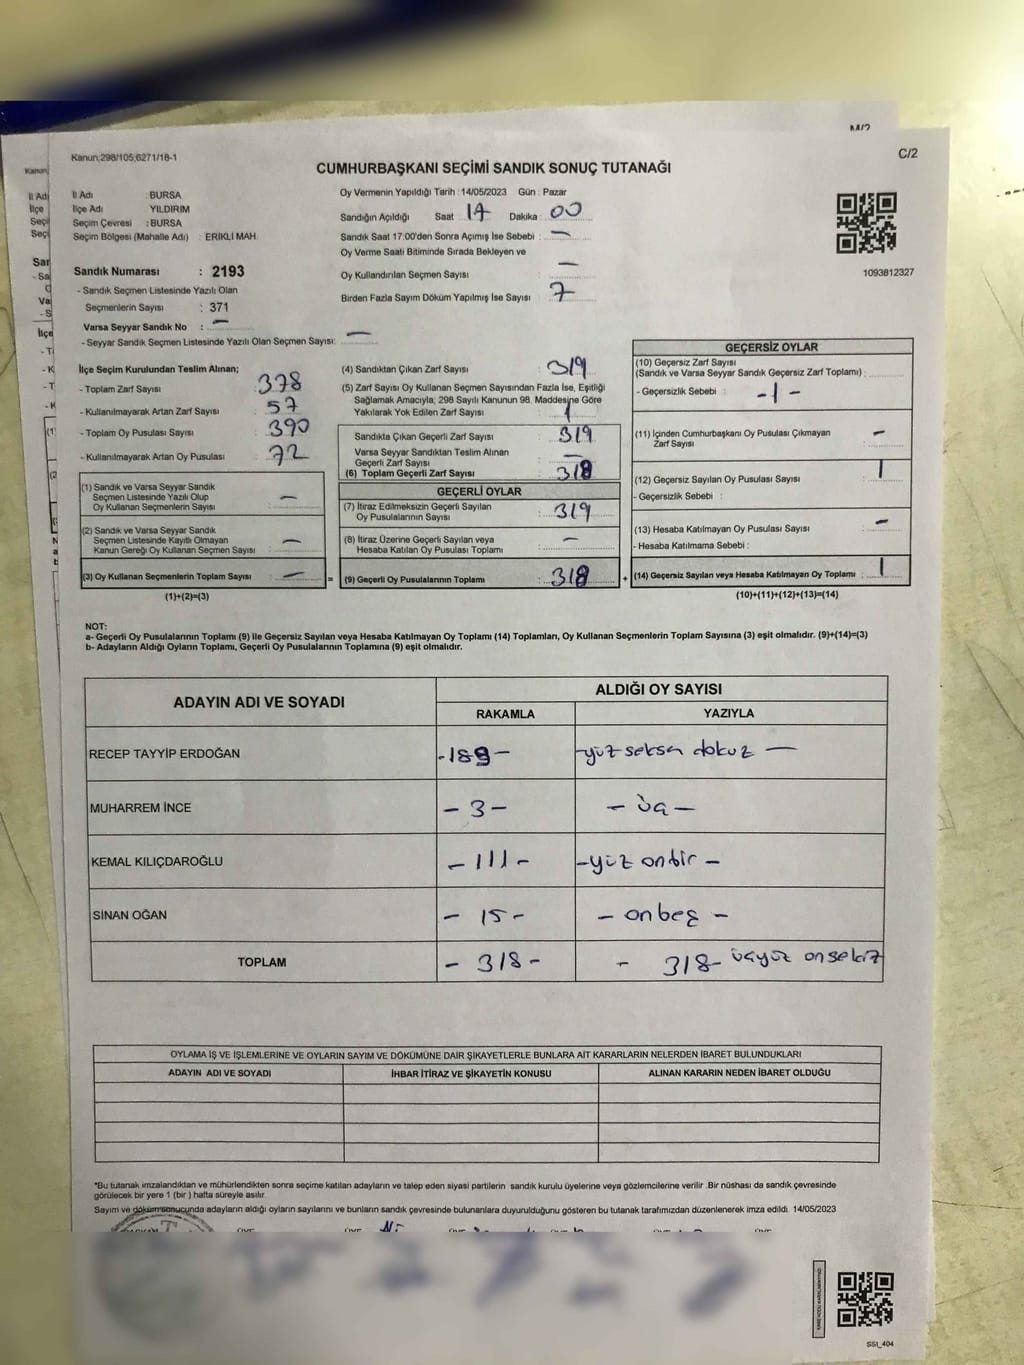 M/2
Kanun;298/105;6271/18-1
C/2
CUMHURBAŞKANI SEÇİMİ SANDIK SONUÇ TUTANAĞI
İl Adı : BURSA
İlçe Adı : YILDIRIM
Seçim Çevresi : BURSA
Seçim Bölgesi (Mahalle Adı) : ERİKLİ MAH.
Sandık Numarası : 2193
- Sandık Seçmen Listesinde Yazılı Olan
Seçmenlerin Sayısı : 371
Varsa Seyyar Sandık No : —
- Seyyar Sandık Seçmen Listesinde Yazılı Olan Seçmen Sayısı: —
Oy Vermenin Yapıldığı Tarih : 14/05/2023 Gün : Pazar
Sandığın Açıldığı Saat : 17 Dakika : 00
Sandık Saat 17:00'den Sonra Açımış İse Sebebi : —
Oy Verme Saati Bitiminde Sırada Bekleyen ve
Oy Kullandırılan Seçmen Sayısı : —
Birden Fazla Sayım Döküm Yapılmış İse Sayısı : 7
1093812327
İlçe Seçim Kurulundan Teslim Alınan;
- Toplam Zarf Sayısı : 378
- Kullanılmayarak Artan Zarf Sayısı : 57
- Toplam Oy Pusulası Sayısı : 390
- Kullanılmayarak Artan Oy Pusulası : 72
(1) Sandık ve Varsa Seyyar Sandık
Seçmen Listesinde Yazılı Olup
Oy Kullanan Seçmenlerin Sayısı : —
(2) Sandık ve Varsa Seyyar Sandık
Seçmen Listesinde Kayıtlı Olmayan
Kanun Gereği Oy Kullanan Seçmen Sayısı : —
(3) Oy Kullanan Seçmenlerin Toplam Sayısı : —
=
(1)+(2)=(3)
(4) Sandıktan Çıkan Zarf Sayısı : 319
(5) Zarf Sayısı Oy Kullanan Seçmen Sayısından Fazla İse, Eşitliği
Sağlamak Amacıyla; 298 Sayılı Kanunun 98. Maddesine Göre
Yakılarak Yok Edilen Zarf Sayısı : 1
Sandıkta Çıkan Geçerli Zarf Sayısı : 319
Varsa Seyyar Sandıktan Teslim Alınan
Geçerli Zarf Sayısı : —
(6) Toplam Geçerli Zarf Sayısı : 318
GEÇERLİ OYLAR
(7) İtiraz Edilmeksizin Geçerli Sayılan
Oy Pusulalarının Sayısı : 319
(8) İtiraz Üzerine Geçerli Sayılan veya
Hesaba Katılan Oy Pusulası Toplamı : —
(9) Geçerli Oy Pusulalarının Toplamı : 318
+
GEÇERSİZ OYLAR
(10) Geçersiz Zarf Sayısı
(Sandık ve Varsa Seyyar Sandık Geçersiz Zarf Toplamı) :
- Geçersizlik Sebebi : -1-
(11) İçinden Cumhurbaşkanı Oy Pusulası Çıkmayan
Zarf Sayısı : —
(12) Geçersiz Sayılan Oy Pusulası Sayısı : 1
- Geçersizlik Sebebi :
(13) Hesaba Katılmayan Oy Pusulası Sayısı : —
- Hesaba Katılmama Sebebi :
(14) Geçersiz Sayılan veya Hesaba Katılmayan Oy Toplamı : 1
(10)+(11)+(12)+(13)=(14)
NOT:
a- Geçerli Oy Pusulalarının Toplamı (9) ile Geçersiz Sayılan veya Hesaba Katılmayan Oy Toplamı (14) Toplamları, Oy Kullanan Seçmenlerin Toplam Sayısına (3) eşit olmalıdır. (9)+(14)=(3)
b- Adayların Aldığı Oyların Toplamı, Geçerli Oy Pusulalarının Toplamına (9) eşit olmalıdır.
ADAYIN ADI VE SOYADI ALDIĞI OY SAYISI
RAKAMLA YAZIYLA
RECEP TAYYİP ERDOĞAN -189- -yüz seksen dokuz —
MUHARREM İNCE -3- - üç -
KEMAL KILIÇDAROĞLU -111- -yüz onbir -
SİNAN OĞAN -15- - onbeş -
TOPLAM -318- - 318- üçyüz onsekiz
OYLAMA İŞ VE İŞLEMLERİNE VE OYLARIN SAYIM VE DÖKÜMÜNE DAİR ŞİKAYETLERLE BUNLARA AİT KARARLARIN NELERDEN İBARET BULUNDUKLARI
ADAYIN ADI VE SOYADI İHBAR İTİRAZ VE ŞİKAYETİN KONUSU ALINAN KARARIN NEDEN İBARET OLDUĞU
*Bu tutanak imzalandıktan ve mühürlendikten sonra seçime katılan adayların ve talep eden siyasi partilerin sandık kurulu üyelerine veya gözlemcilerine verilir .Bir nüshası da sandık çevresinde
görülecek bir yere 1 (bir ) hafta süreyle asılır.
Sayım ve döküm sonucunda adayların aldığı oyların sayılarını ve bunların sandık çevresinde bulunanlara duyurulduğunu gösteren bu tutanak tarafımızdan düzenlenerek imza edildi. 14/05/2023
SSİ_404